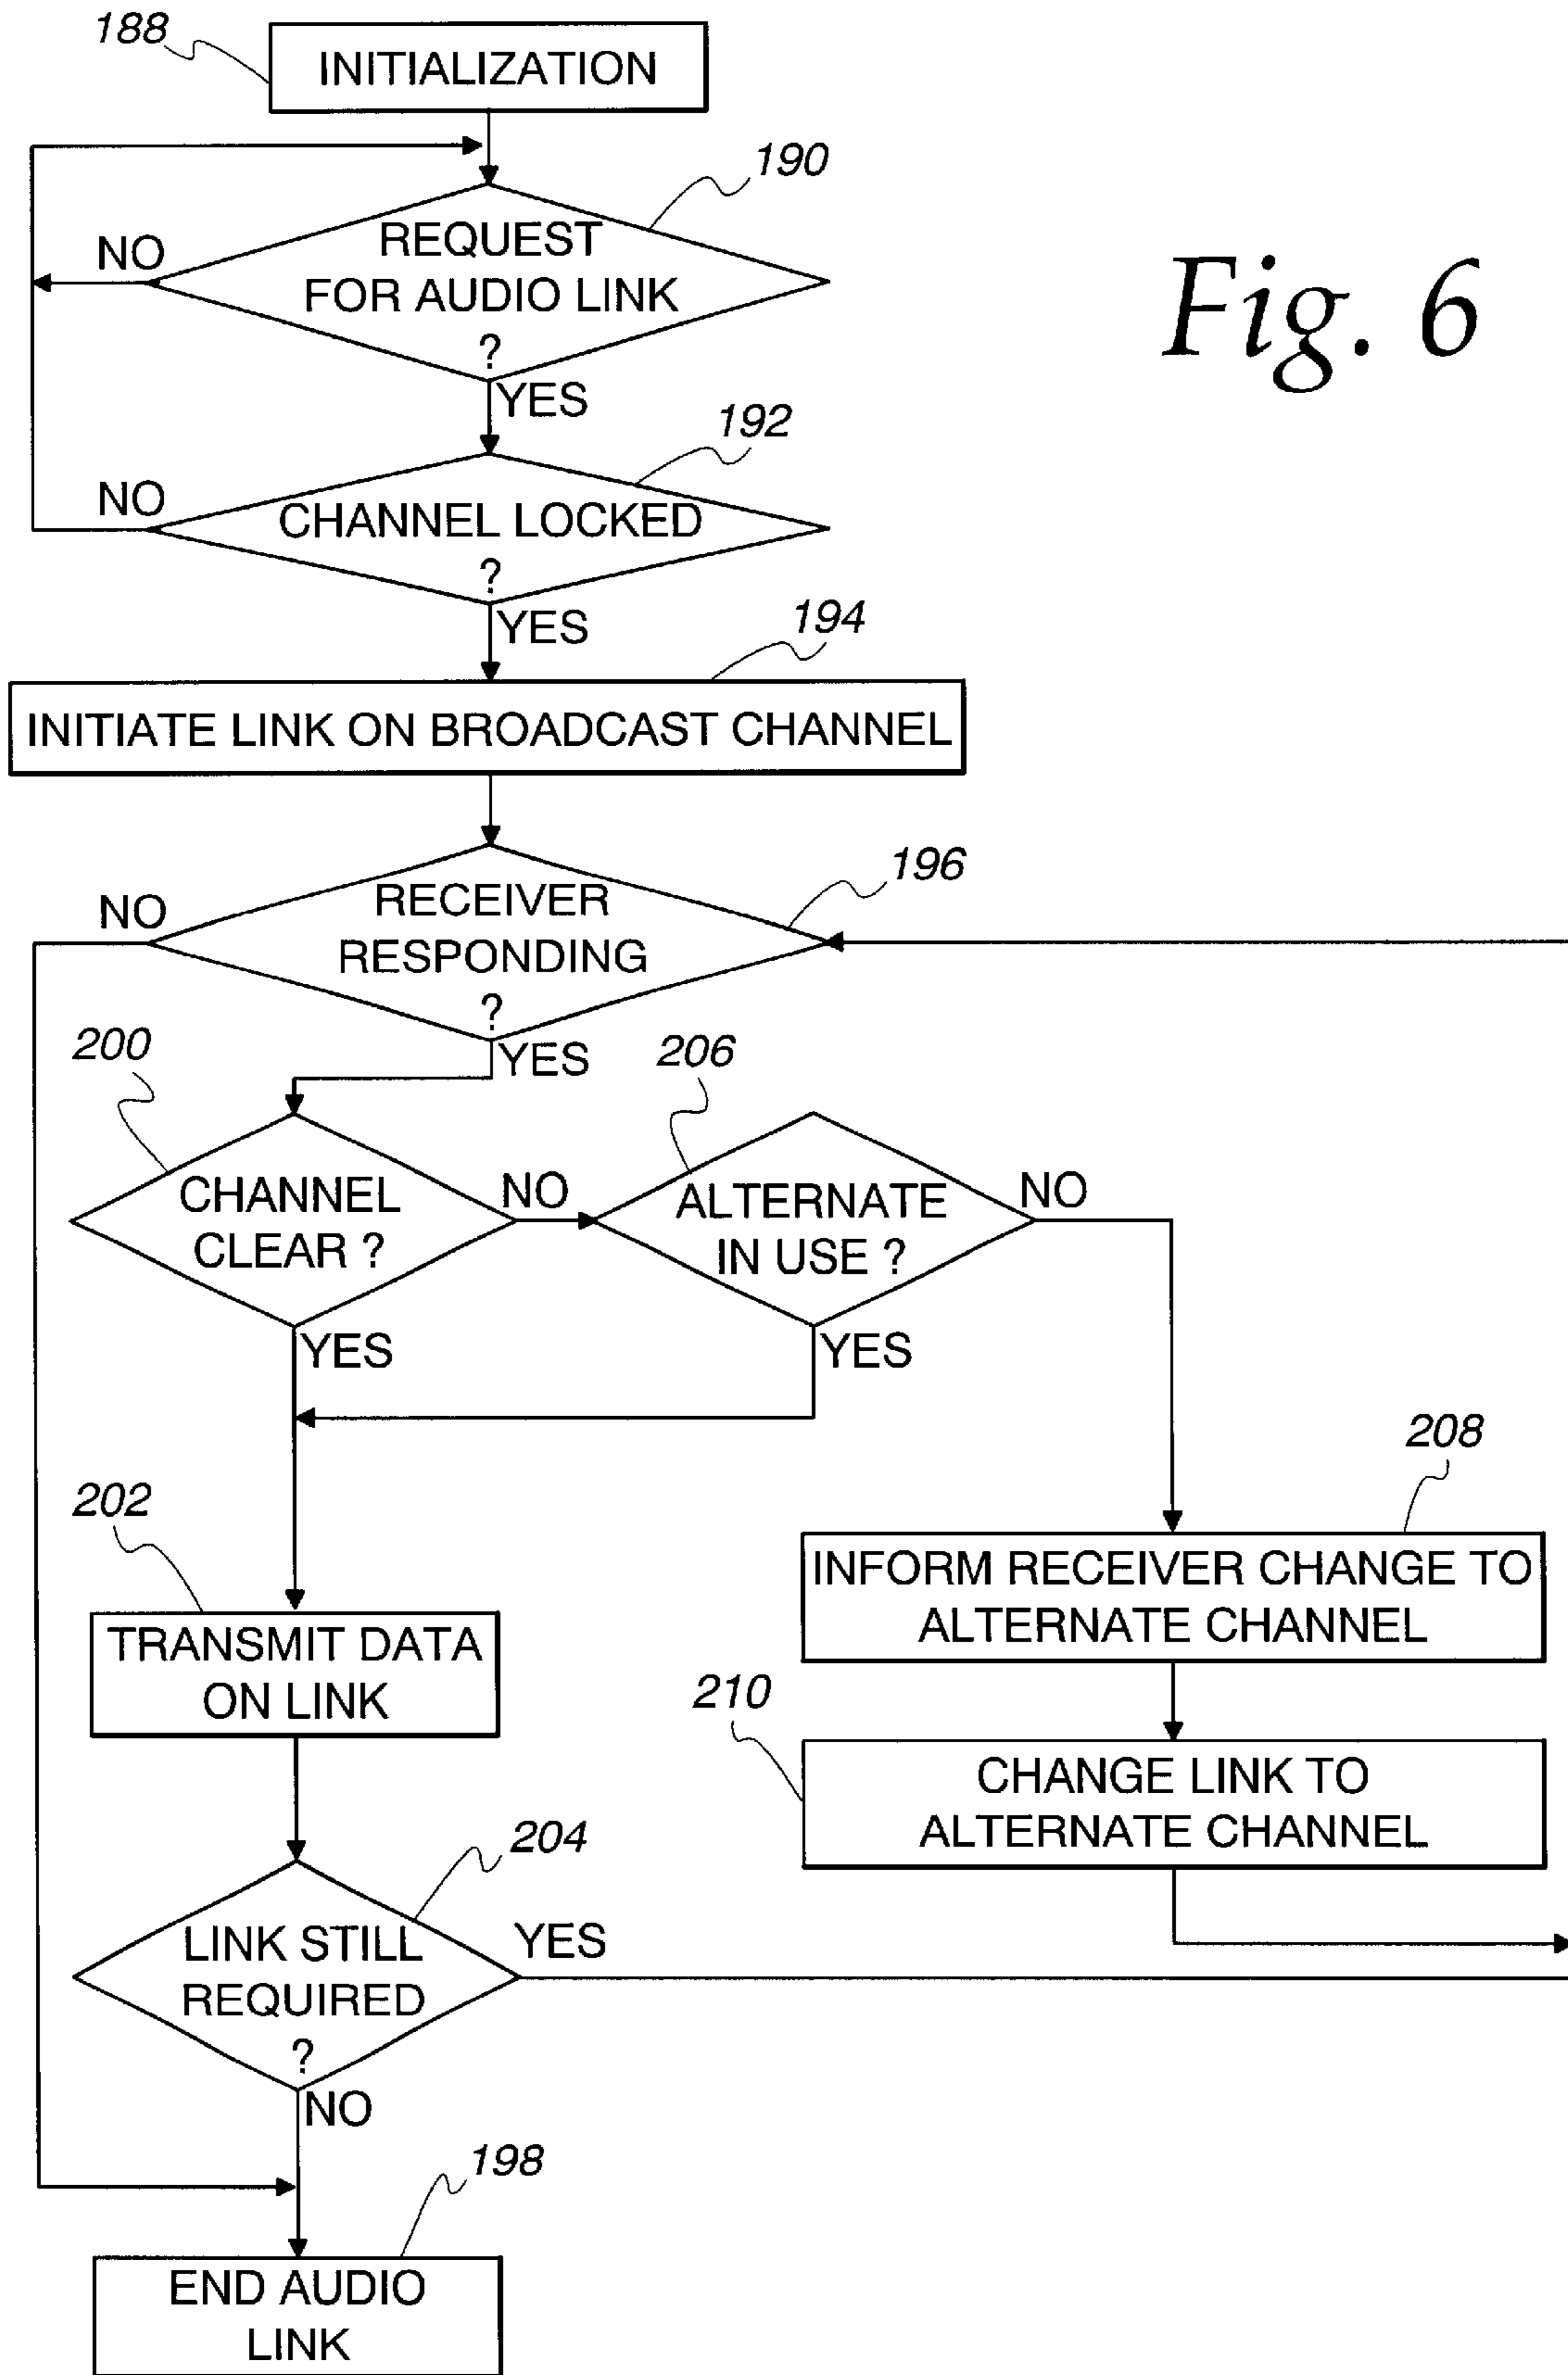 188
INITIALIZATION
190
REQUEST
FOR AUDIO LINK
?
NO
YES
Fig. 6
192
NO
CHANNEL LOCKED
?
YES
194
INITIATE LINK ON BROADCAST CHANNEL
196
NO
RECEIVER
RESPONDING
?
YES
200
206
CHANNEL
CLEAR ?
NO
ALTERNATE
IN USE ?
NO
YES
YES
208
202
INFORM RECEIVER CHANGE TO
ALTERNATE CHANNEL
TRANSMIT DATA
ON LINK
210
CHANGE LINK TO
ALTERNATE CHANNEL
204
LINK STILL
REQUIRED
?
YES
NO
198
END AUDIO
LINK